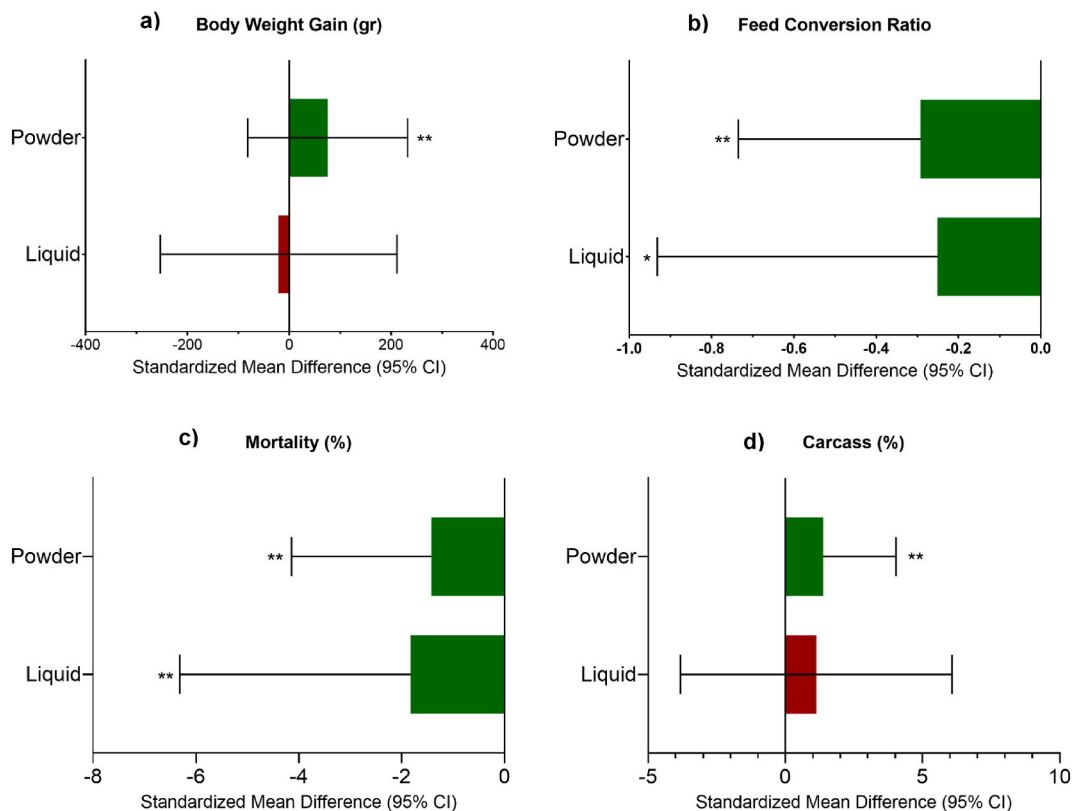 a) Body Weight Gain (gr)
Powder
**
Liquid
-400 -200 0 200 400
Standardized Mean Difference (95% CI)
b) Feed Conversion Ratio
Powder
**
Liquid
*
-1.0 -0.8 -0.6 -0.4 -0.2 0.0
Standardized Mean Difference (95% CI)
c) Mortality (%)
Powder
**
Liquid
**
-8 -6 -4 -2 0
Standardized Mean Difference (95% CI)
d) Carcass (%)
Powder
**
Liquid
-5 0 5 10
Standardized Mean Difference (95% CI)